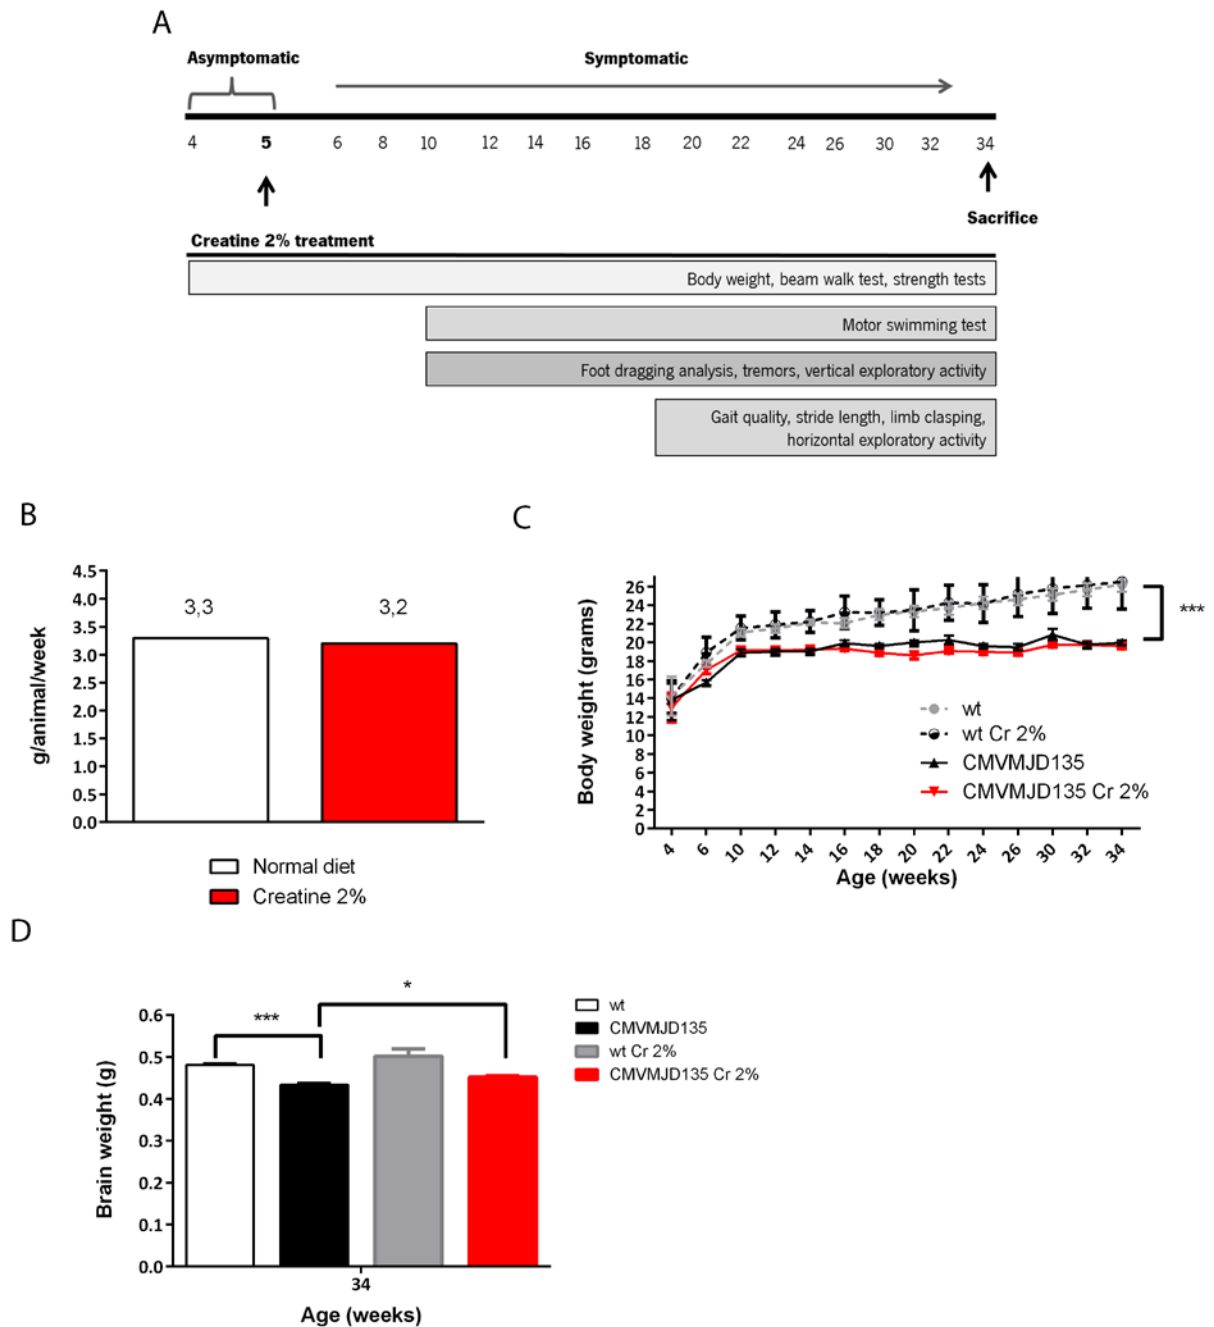 A
Asymptomatic
Symptomatic
4 5 6 8 10 12 14 16 18 20 22 24 26 30 32 34
Sacrifice
Creatine 2% treatment
Body weight, beam walk test, strength tests
Motor swimming test
Foot dragging analysis, tremors, vertical exploratory activity
Gait quality, stride length, limb clasping,
horizontal exploratory activity
B
g/animal/week
4.5
4.0
3.5
3.0
2.5
2.0
1.5
1.0
0.5
0.0
3,3
3,2
Normal diet
Creatine 2%
C
Body weight (grams)
26
24
22
20
18
16
14
12
10
8
6
4
2
0
***
wt
wt Cr 2%
CMVMJD135
CMVMJD135 Cr 2%
4 6 10 12 14 16 18 20 22 24 26 30 32 34
Age (weeks)
D
Brain weight (g)
0.6
0.5
0.4
0.3
0.2
0.1
0.0
***
*
wt
CMVMJD135
wt Cr 2%
CMVMJD135 Cr 2%
34
Age (weeks)